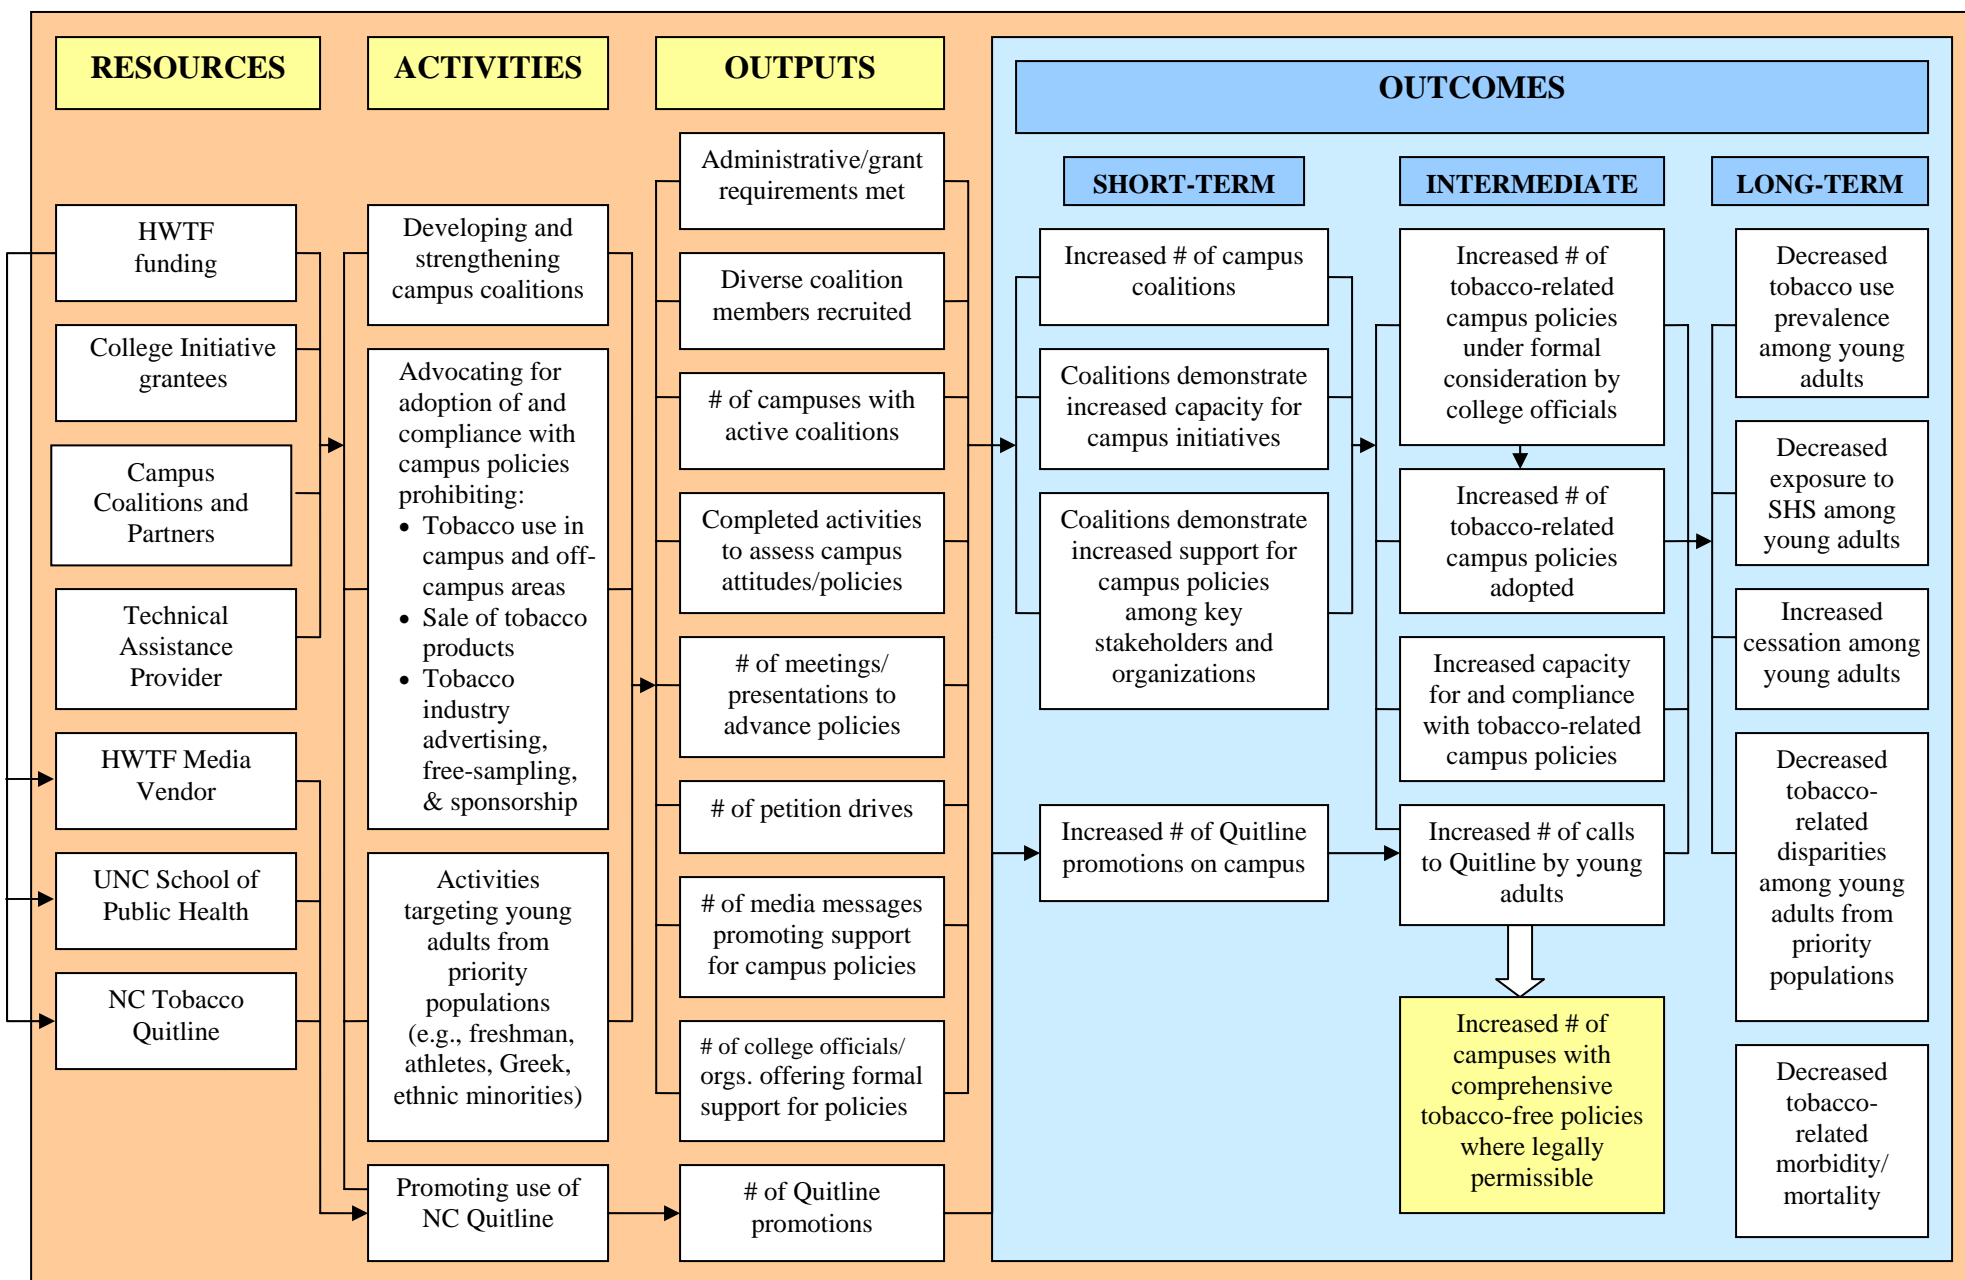 RESOURCES
HWTF
funding
College Initiative
grantees
Campus
Coalitions and
Partners
Technical
Assistance
Provider
HWTF Media
Vendor
UNC School of
Public Health
NC Tobacco
Quitline
ACTIVITIES
Developing and
strengthening
campus coalitions
Advocating for
adoption of and
compliance with
campus policies
prohibiting:
• Tobacco use in
campus and off-
campus areas
• Sale of tobacco
products
• Tobacco
industry
advertising,
free-sampling,
& sponsorship
Activities
targeting young
adults from
priority
populations
(e.g., freshman,
athletes, Greek,
ethnic minorities)
Promoting use of
NC Quitline
OUTPUTS
Administrative/grant
requirements met
Diverse coalition
members recruited
# of campuses with
active coalitions
Completed activities
to assess campus
attitudes/policies
# of meetings/
presentations to
advance policies
# of petition drives
# of media messages
promoting support
for campus policies
# of college officials/
orgs. offering formal
support for policies
# of Quitline
promotions
OUTCOMES
SHORT-TERM
Increased # of campus
coalitions
Coalitions demonstrate
increased capacity for
campus initiatives
Coalitions demonstrate
increased support for
campus policies
among key
stakeholders and
organizations
Increased # of Quitline
promotions on campus
INTERMEDIATE
Increased # of
tobacco-related
campus policies
under formal
consideration by
college officials
Increased # of
tobacco-related
campus policies
adopted
Increased capacity
for and compliance
with tobacco-related
campus policies
Increased # of calls
to Quitline by young
adults
Increased # of
campuses with
comprehensive
tobacco-free policies
where legally
permissible
LONG-TERM
Decreased
tobacco use
prevalence
among young
adults
Decreased
exposure to
SHS among
young adults
Increased
cessation among
young adults
Decreased
tobacco-
related
disparities
among young
adults from
priority
populations
Decreased
tobacco-
related
morbidity/
mortality